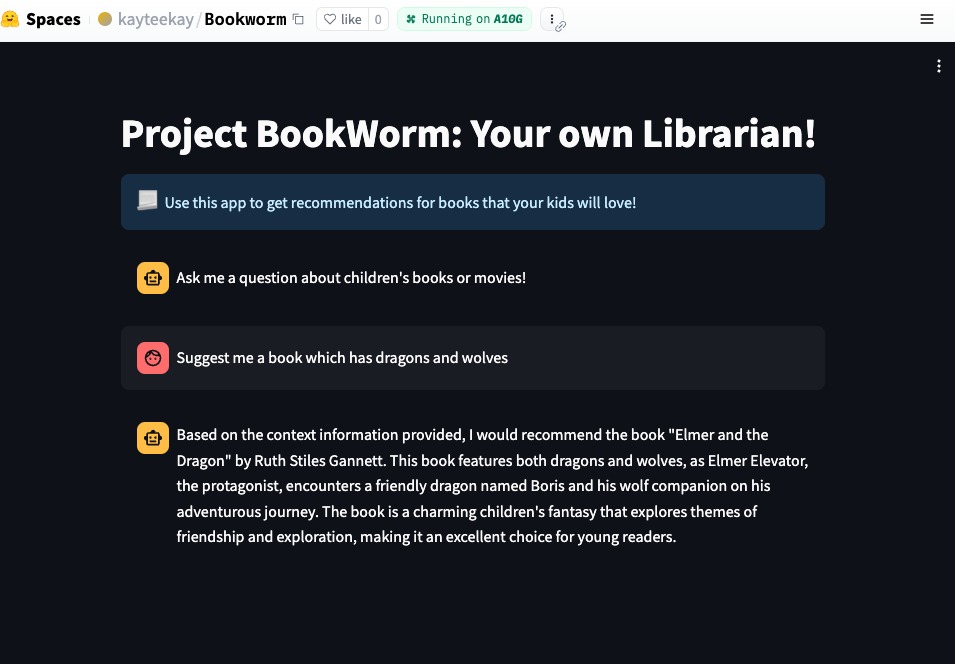 Spaces kayteekay/Bookworm like 0 Running on A10G
Project BookWorm: Your own Librarian!
Use this app to get recommendations for books that your kids will love!
Ask me a question about children's books or movies!
Suggest me a book which has dragons and wolves
Based on the context information provided, I would recommend the book "Elmer and the
Dragon" by Ruth Stiles Gannett. This book features both dragons and wolves, as Elmer Elevator,
the protagonist, encounters a friendly dragon named Boris and his wolf companion on his
adventurous journey. The book is a charming children's fantasy that explores themes of
friendship and exploration, making it an excellent choice for young readers.